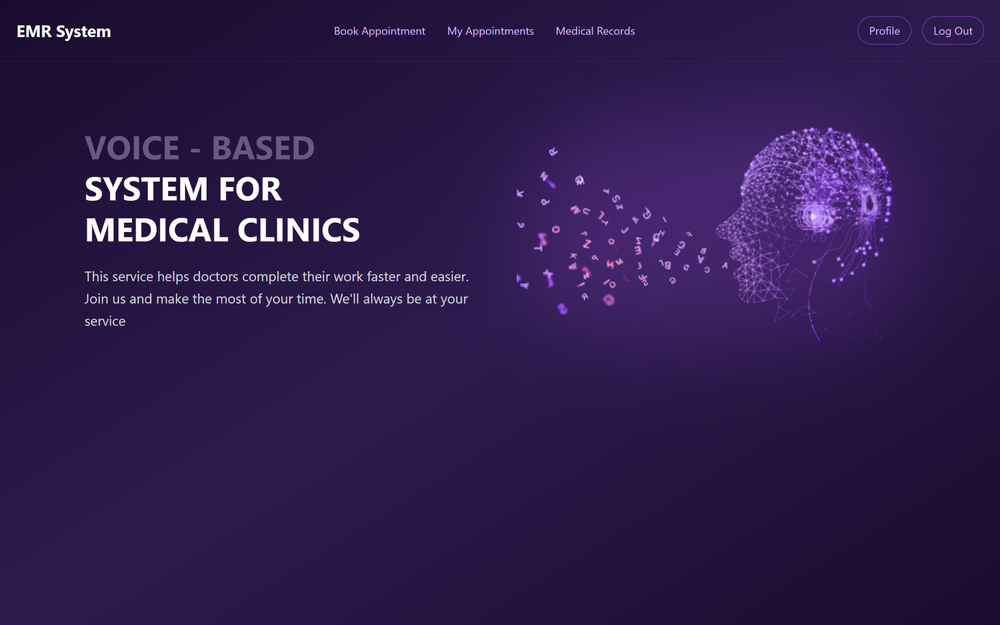 EMR System
Book Appointment
My Appointments
Medical Records
Profile
Log Out
VOICE - BASED
SYSTEM FOR
MEDICAL CLINICS
This service helps doctors complete their work faster and easier.
Join us and make the most of your time. We'll always be at your
service